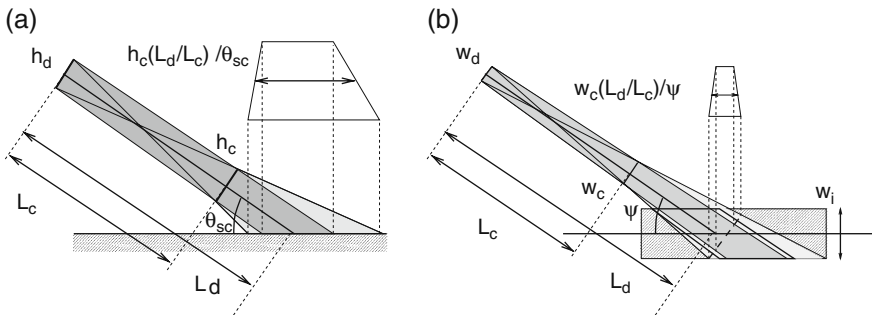 (a)
h_d
h_c(L_d/L_c) /θ_sc
h_c
θ_sc
L_c
L_d
(b)
w_d
w_c(L_d/L_c)/ψ
w_c
ψ
w_i
L_c
L_d